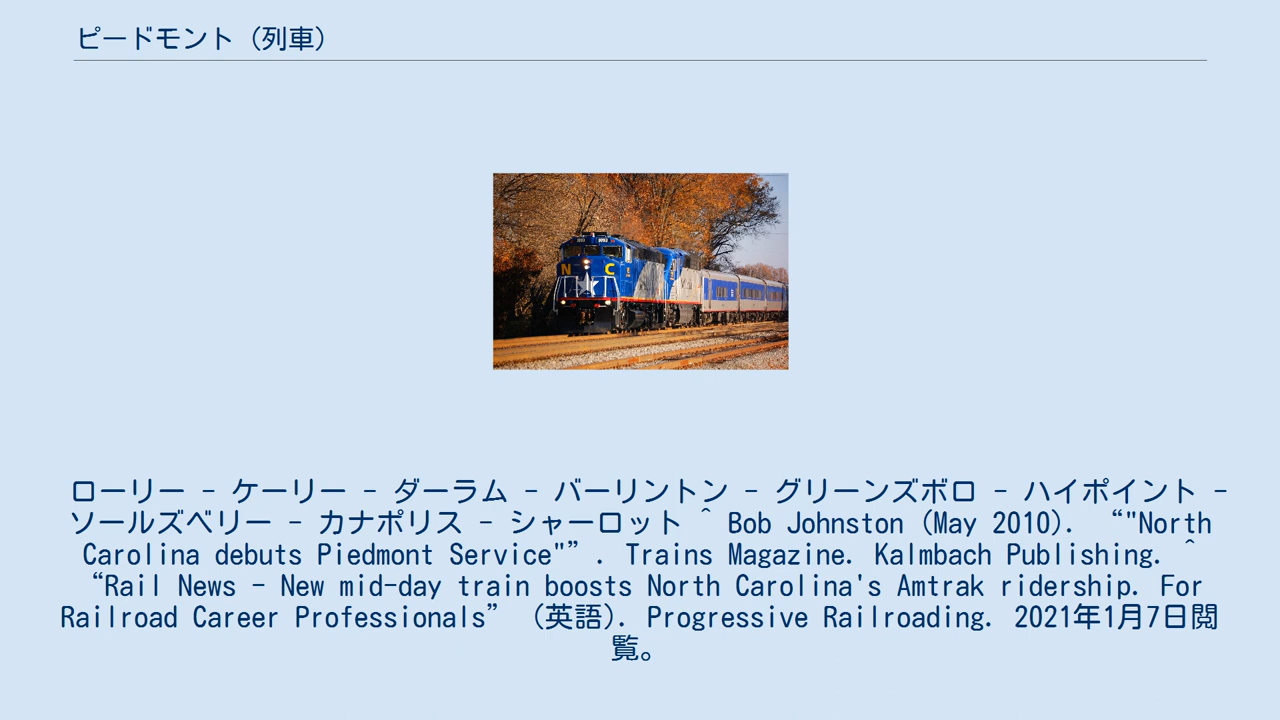 ピードモント (列車)
N C
ローリー - ケーリー - ダーラム - バーリントン - グリーンズボロ - ハイポイント -
ソールズベリー - カナポリス - シャーロット ^ Bob Johnston (May 2010). “"North
Carolina debuts Piedmont Service"”. Trains Magazine. Kalmbach Publishing. ^
“Rail News - New mid-day train boosts North Carolina's Amtrak ridership. For
Railroad Career Professionals” (英語). Progressive Railroading. 2021年1月7日閲
覧。